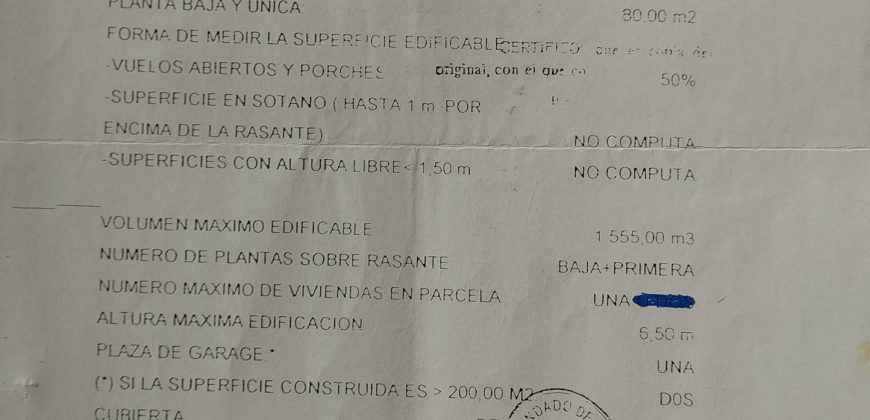 PLANTA BAJA Y UNICA: 80,00 m2
FORMA DE MEDIR LA SUPERFICIE EDIFICABLE CERTIFICO que es
-VUELOS ABIERTOS Y PORCHES original, con el que 50%
-SUPERFICIE EN SOTANO ( HASTA 1 m POR
ENCIMA DE LA RASANTE) NO COMPUTA
-SUPERFICIES CON ALTURA LIBRE< 1,50 m NO COMPUTA
VOLUMEN MAXIMO EDIFICABLE 1.555,00 m3
NUMERO DE PLANTAS SOBRE RASANTE BAJA+PRIMERA
NUMERO MAXIMO DE VIVIENDAS EN PARCELA UNA
ALTURA MAXIMA EDIFICACION 6,50 m
PLAZA DE GARAGE:* UNA
(*) SI LA SUPERFICIE CONSTRUIDA ES > 200,00 M2 DOS
CUBIERTA